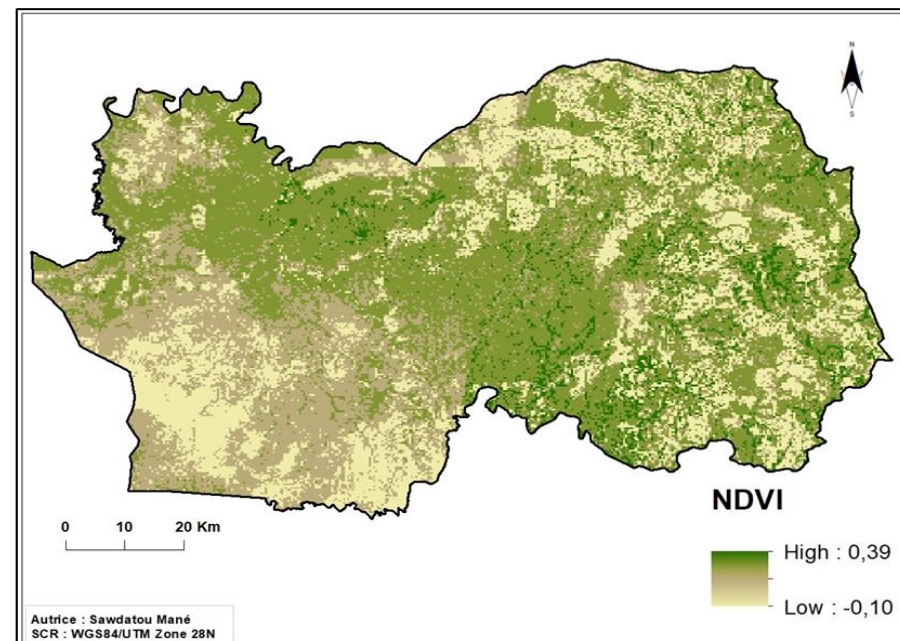 N
S
NDVI
0 10 20 Km
High : 0,39
Low : -0,10
Autrice : Sawdatou Mané
SCR : WGS84/UTM Zone 28N